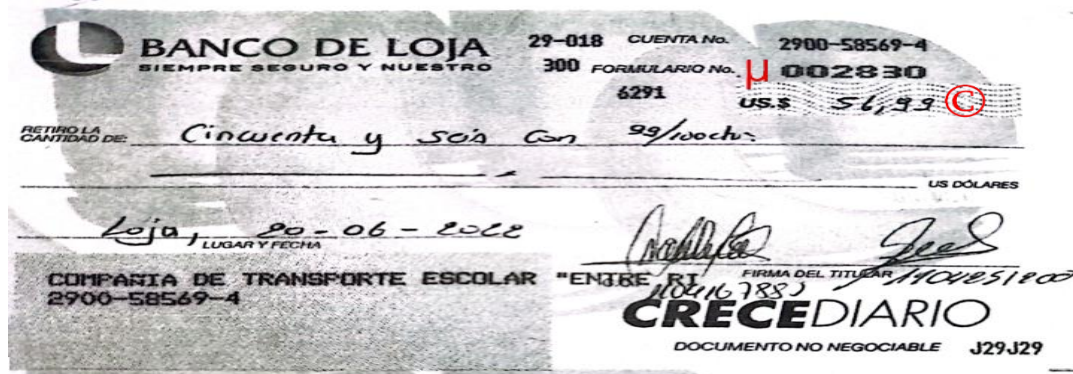 BANCO DE LOJA
SIEMPRE SEGURO Y NUESTRO
29-018 CUENTA No. 2900-58569-4
300 FORMULARIO No. µ 002830
6291 US.$ 56,99 ©
RETIRO LA CANTIDAD DE: Cincuenta y seis con 99/100 ctv:
US DÓLARES
Loja, 20-06-2022
LUGAR Y FECHA
FIRMA DEL TITULAR
COMPAÑIA DE TRANSPORTE ESCOLAR "ENTRE RI
2900-58569-4
CRECEDIARIO
DOCUMENTO NO NEGOCIABLE J29J29